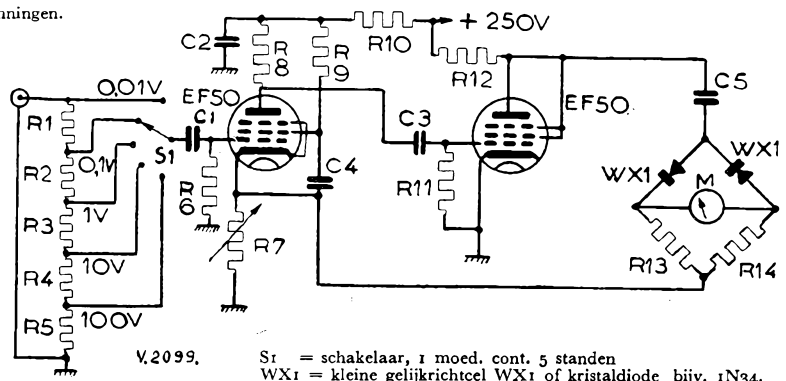 nningen.
+ 250V
C2
R8
R9
R10
R12
0,01V
EF50
EF50
C5
R1
C1
C3
S1
0,1V
R2
C4
WX1
WX1
R6
R11
M
1V
R3
R7
10V
R13
R14
R4
100V
R5
V.2099.
S1 = schakelaar, 1 moed. cont. 5 standen
WX1 = kleine gelijkrichtcel WX1 of kristaldiode bijv. 1N34.